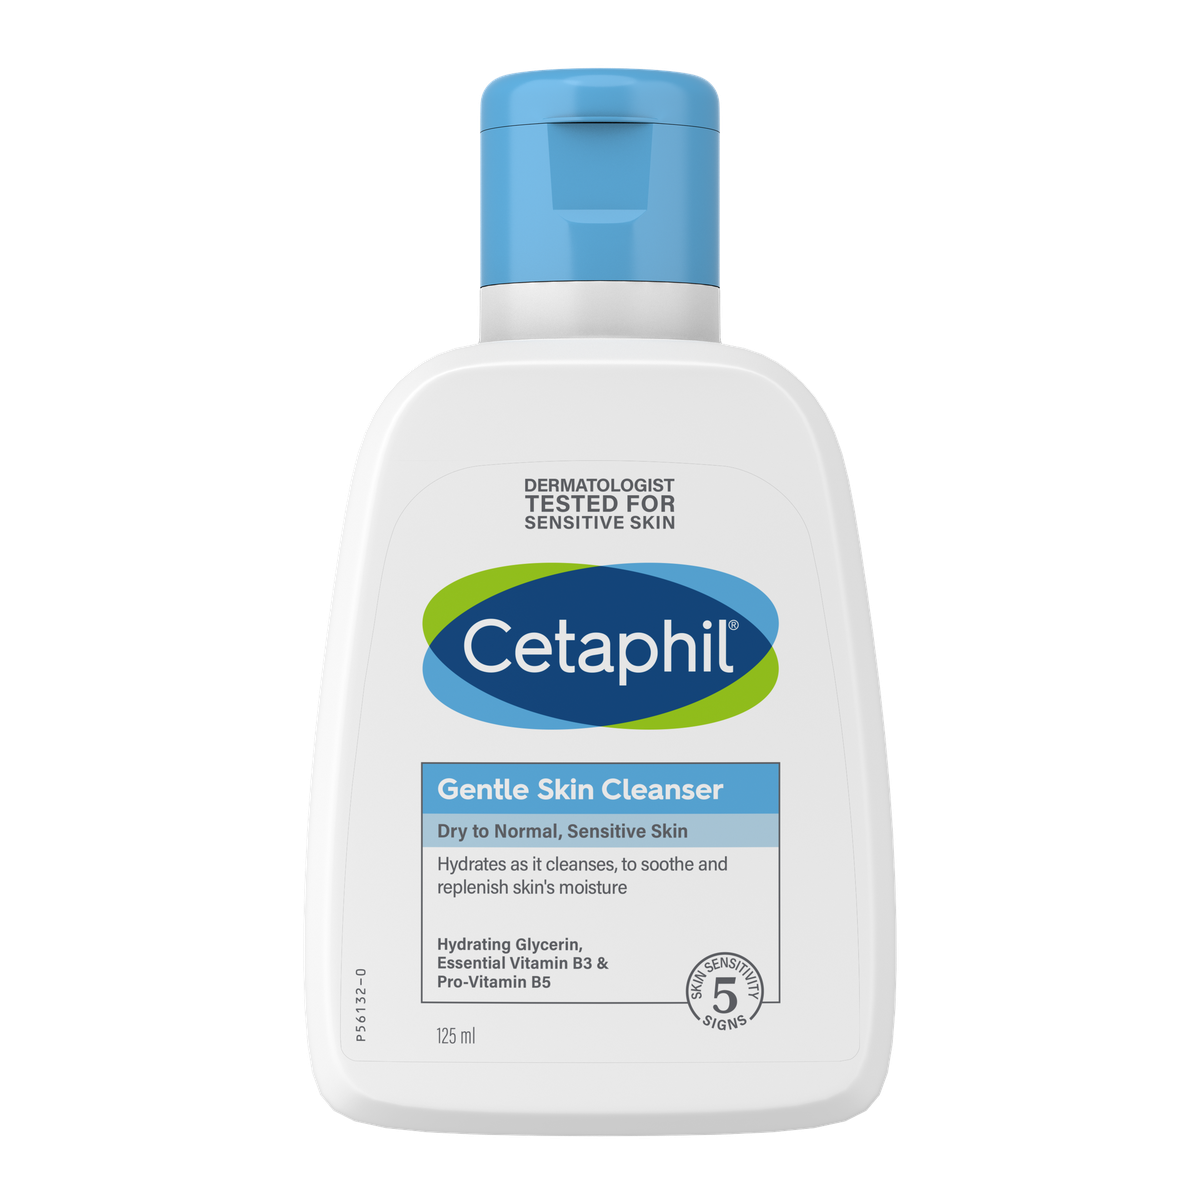 DERMATOLOGIST
TESTED FOR
SENSITIVE SKIN
Cetaphil®
Gentle Skin Cleanser
Dry to Normal, Sensitive Skin
Hydrates as it cleanses, to soothe and
replenish skin's moisture
Hydrating Glycerin,
Essential Vitamin B3 &
Pro-Vitamin B5
SKIN SENSITIVITY
5
SIGNS
125 ml
P56132-0